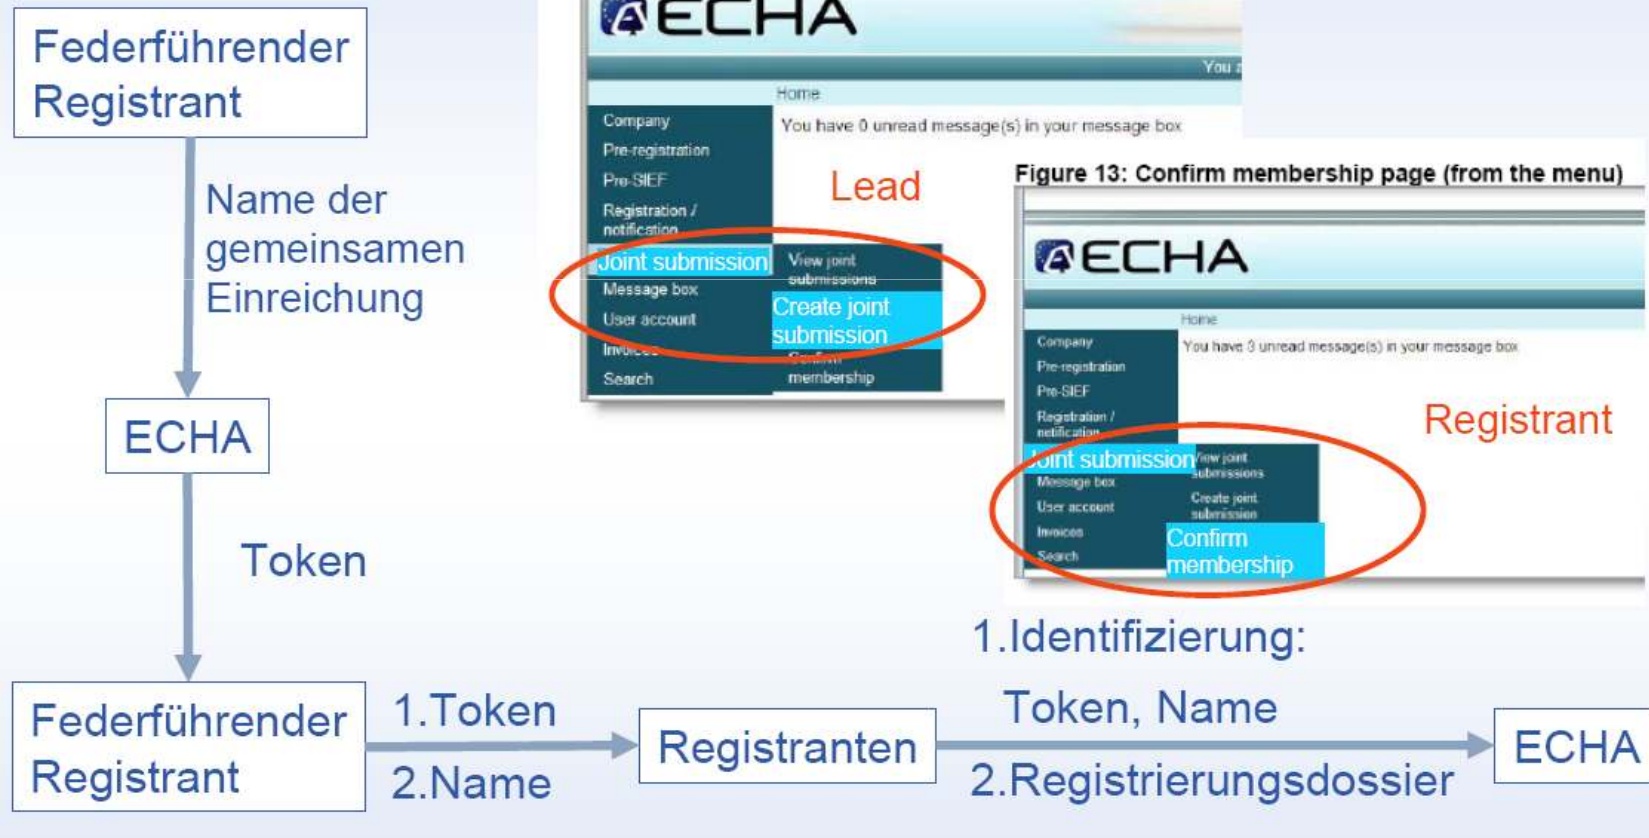 Federführender
Registrant
Name der
gemeinsamen
Einreichung
ECHA
Token
Federführender
Registrant
1.Token
2.Name
Registranten
1.Identifizierung:
Token, Name
2.Registrierungsdossier
ECHA
ECHA
You a
Home
Company
You have 0 unread message(s) in your message box
Pre-registration
Pre-SIEF
Registration /
notification
Joint submission
Message box
User account
Invoices
Search
View joint
submissions
Create joint
submission
Confirm
membership
Lead
Figure 13: Confirm membership page (from the menu)
ECHA
Home
Company
You have 3 unread message(s) in your message box
Pre-registration
Pre-SIEF
Registration /
notification
Joint submission
Message box
User account
Invoices
Search
View joint
submissions
Create joint
submission
Confirm
membership
Registrant